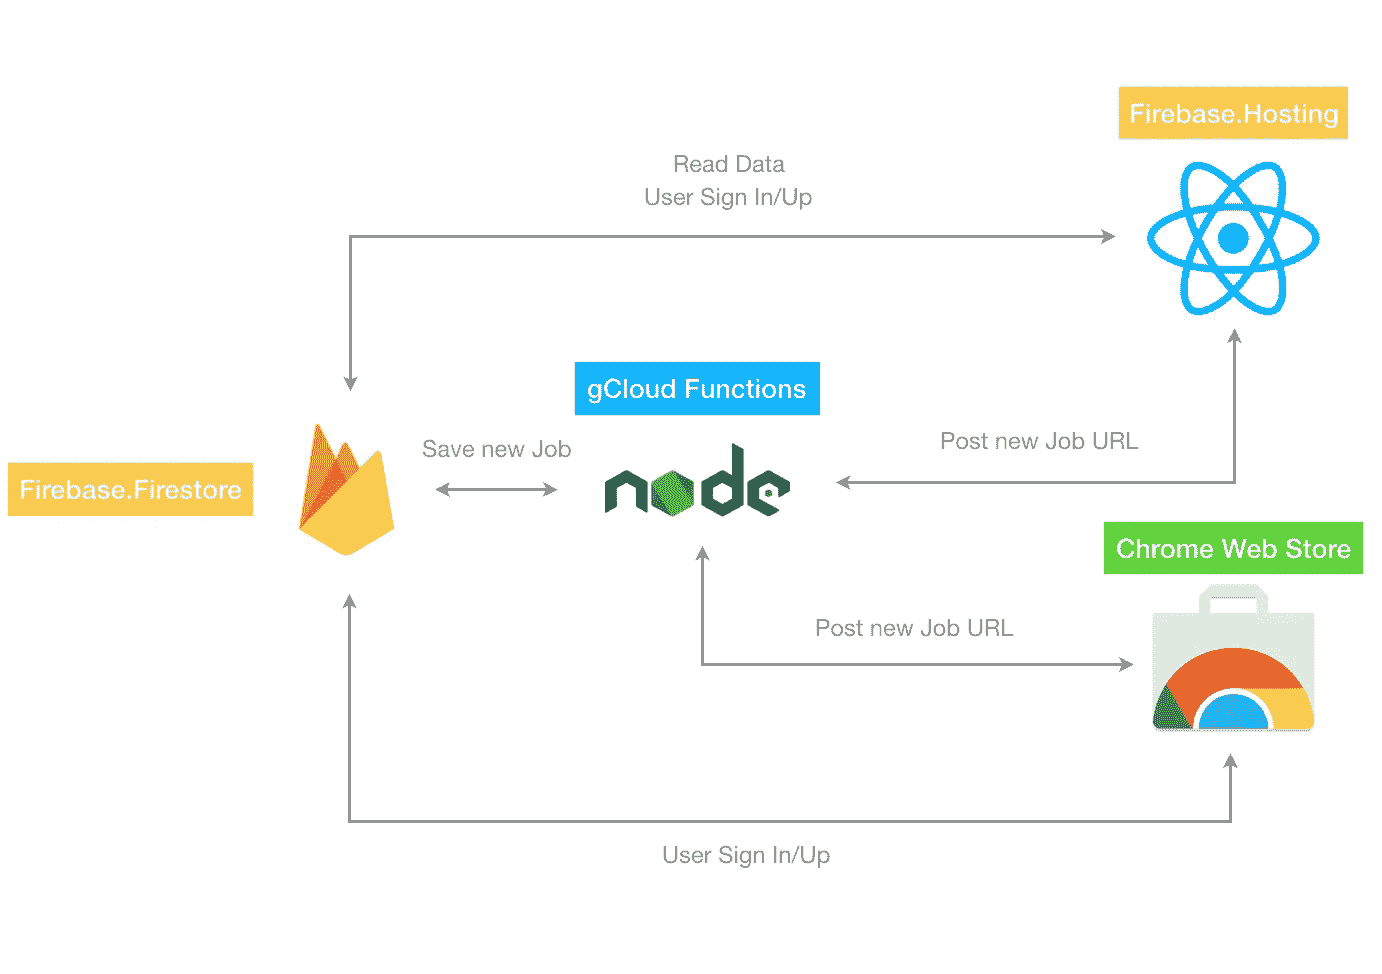 Firebase.Hosting
Read Data
User Sign In/Up
gCloud Functions
Save new Job
Post new Job URL
Firebase.Firestore
node
Chrome Web Store
Post new Job URL
User Sign In/Up